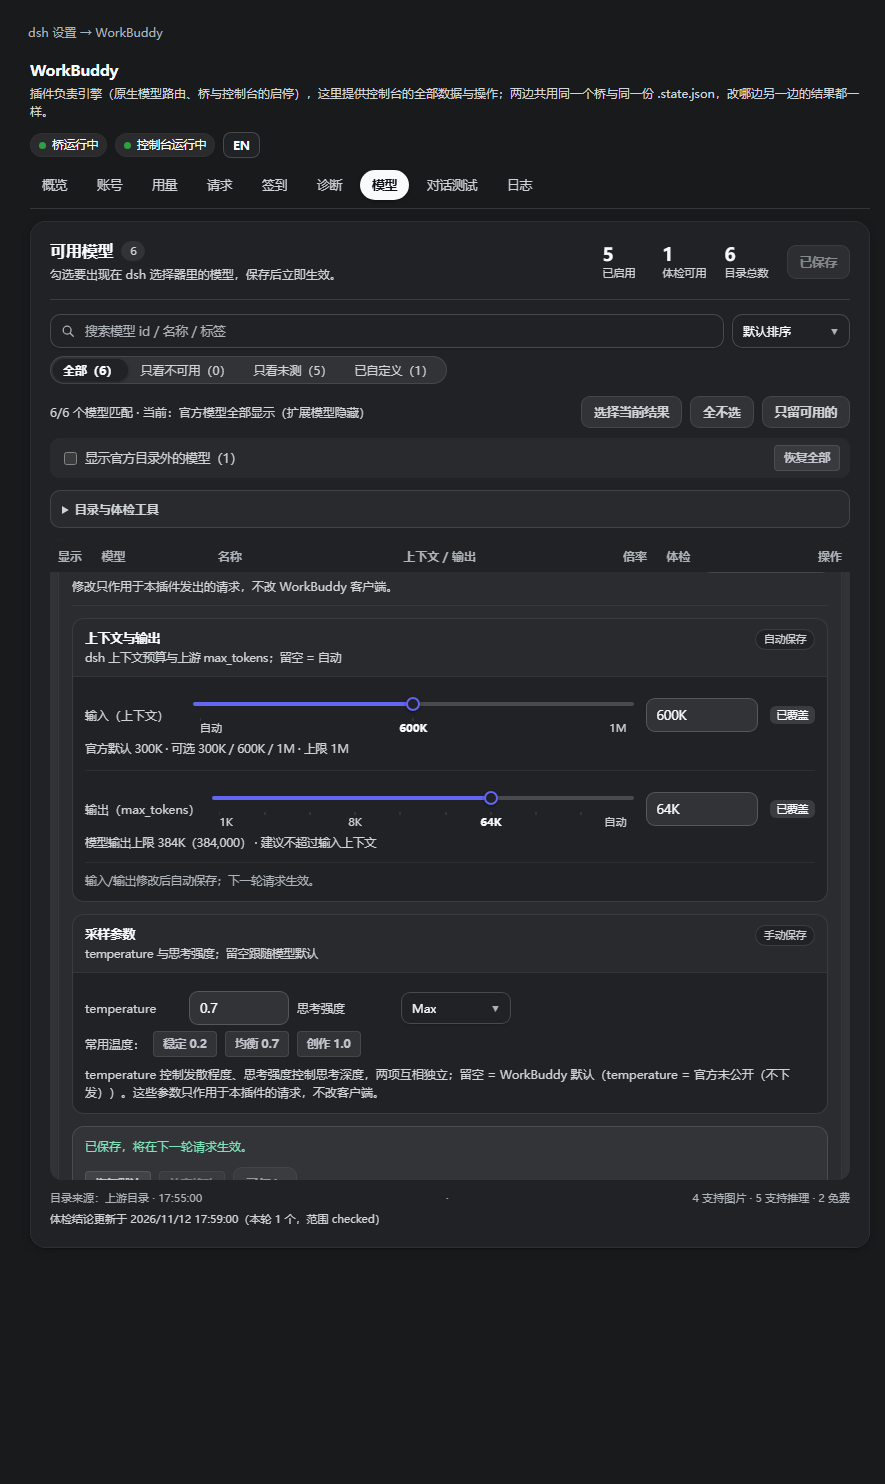 dsh 设置 → WorkBuddy
WorkBuddy
插件负责引擎（原生模型路由、桥与控制台的启停），这里提供控制台的全部数据与操作；两边共用同一个桥与同一份 .state.json，改哪边另一边的结果都一
样。
桥运行中 控制台运行中 EN
概览 账号 用量 请求 签到 诊断 模型 对话测试 日志
可用模型 6
勾选要出现在 dsh 选择器里的模型，保存后立即生效。
5 1 6
已启用 体检可用 目录总数 已保存
搜索模型 id / 名称 / 标签 默认排序
全部（6） 只看不可用（0） 只看未测（5） 已自定义（1）
6/6 个模型匹配 · 当前：官方模型全部显示（扩展模型隐藏） 选择当前结果 全不选 只留可用的
显示官方目录外的模型（1） 恢复全部
目录与体检工具
显示 模型 名称 上下文 / 输出 倍率 体检 操作
修改只作用于本插件发出的请求，不改 WorkBuddy 客户端。
上下文与输出 自动保存
dsh 上下文预算与上游 max_tokens；留空 = 自动
输入（上下文） 600K 已覆盖
自动 600K 1M
官方默认 300K · 可选 300K / 600K / 1M · 上限 1M
输出（max_tokens） 64K 已覆盖
1K 8K 64K 自动
模型输出上限 384K（384,000） · 建议不超过输入上下文
输入/输出修改后自动保存；下一轮请求生效。
采样参数 手动保存
temperature 与思考强度；留空跟随模型默认
temperature 0.7 思考强度 Max
常用温度： 稳定 0.2 均衡 0.7 创作 1.0
temperature 控制发散程度、思考强度控制思考深度，两项互相独立；留空 = WorkBuddy 默认（temperature = 官方未公开（不下
发））。这些参数只作用于本插件的请求，不改客户端。
已保存，将在下一轮请求生效。
目录来源：上游目录 · 17:55:00 · 4 支持图片 · 5 支持推理 · 2 免费
体检结论更新于 2026/11/12 17:59:00（本轮 1 个，范围 checked）